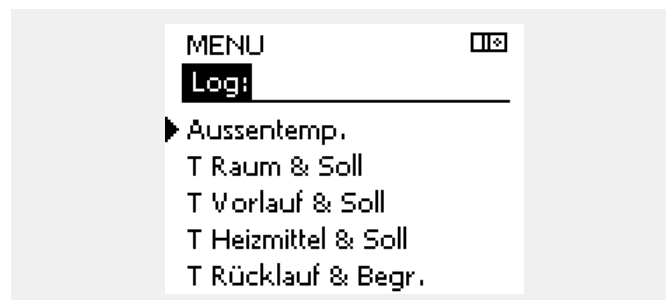 MENU
Log:
Aussentemp.
T Raum & Soll
T Vorlauf & Soll
T Heizmittel & Soll
T Rücklauf & Begr.